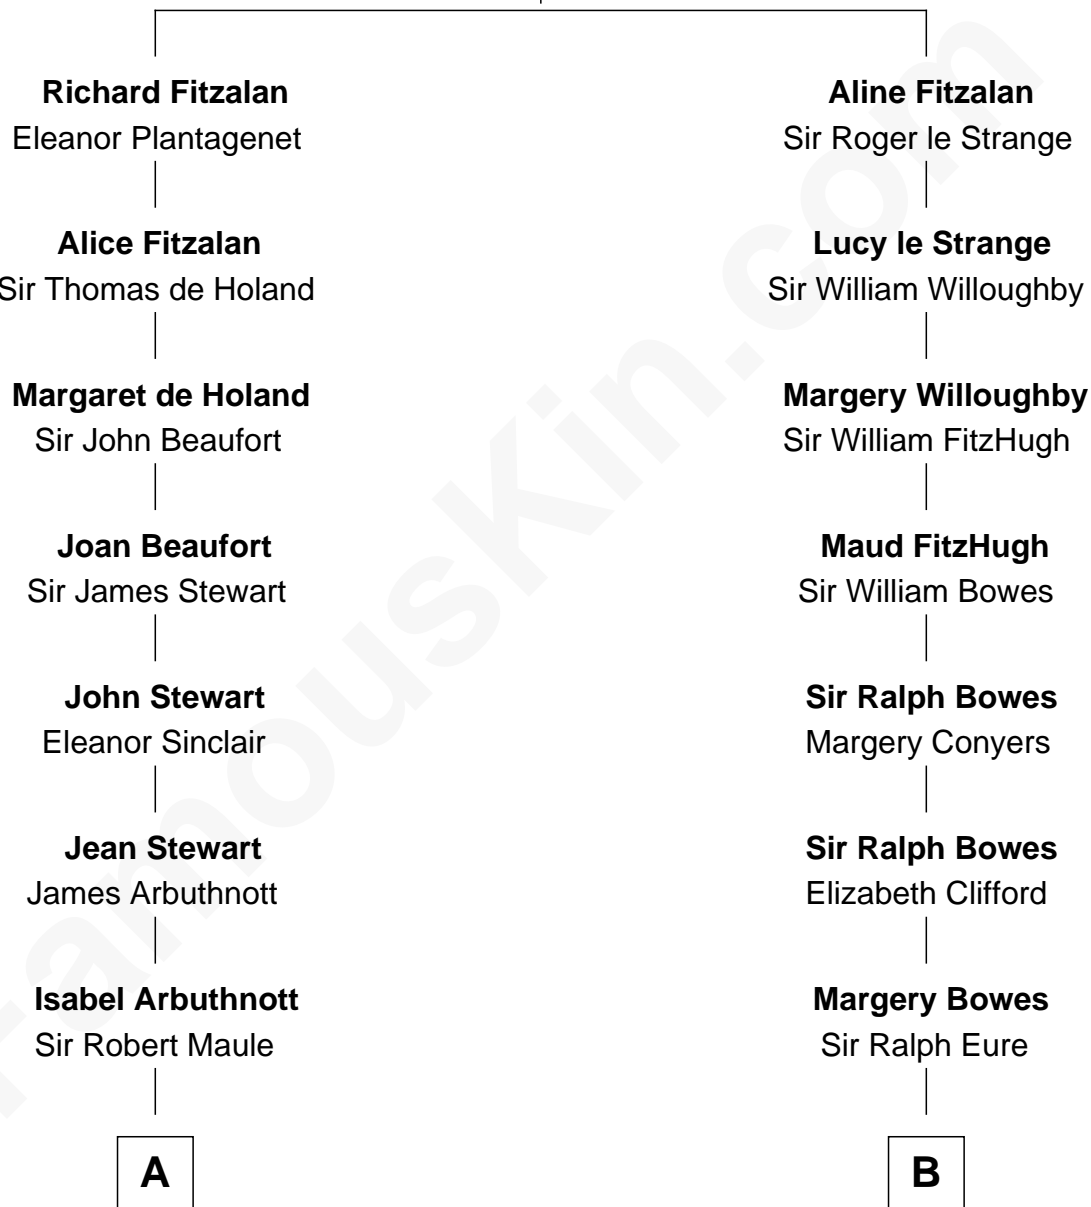 Richard Fitzalan
Eleanor Plantagenet
Alice Fitzalan
Sir Thomas de Holand
Margaret de Holand
Sir John Beaufort
Joan Beaufort
Sir James Stewart
John Stewart
Eleanor Sinclair
Jean Stewart
James Arbuthnott
Isabel Arbuthnott
Sir Robert Maule
A
Aline Fitzalan
Sir Roger le Strange
Lucy le Strange
Sir William Willoughby
Margery Willoughby
Sir William FitzHugh
Maud FitzHugh
Sir William Bowes
Sir Ralph Bowes
Margery Conyers
Sir Ralph Bowes
Elizabeth Clifford
Margery Bowes
Sir Ralph Eure
B
FamousKin.com